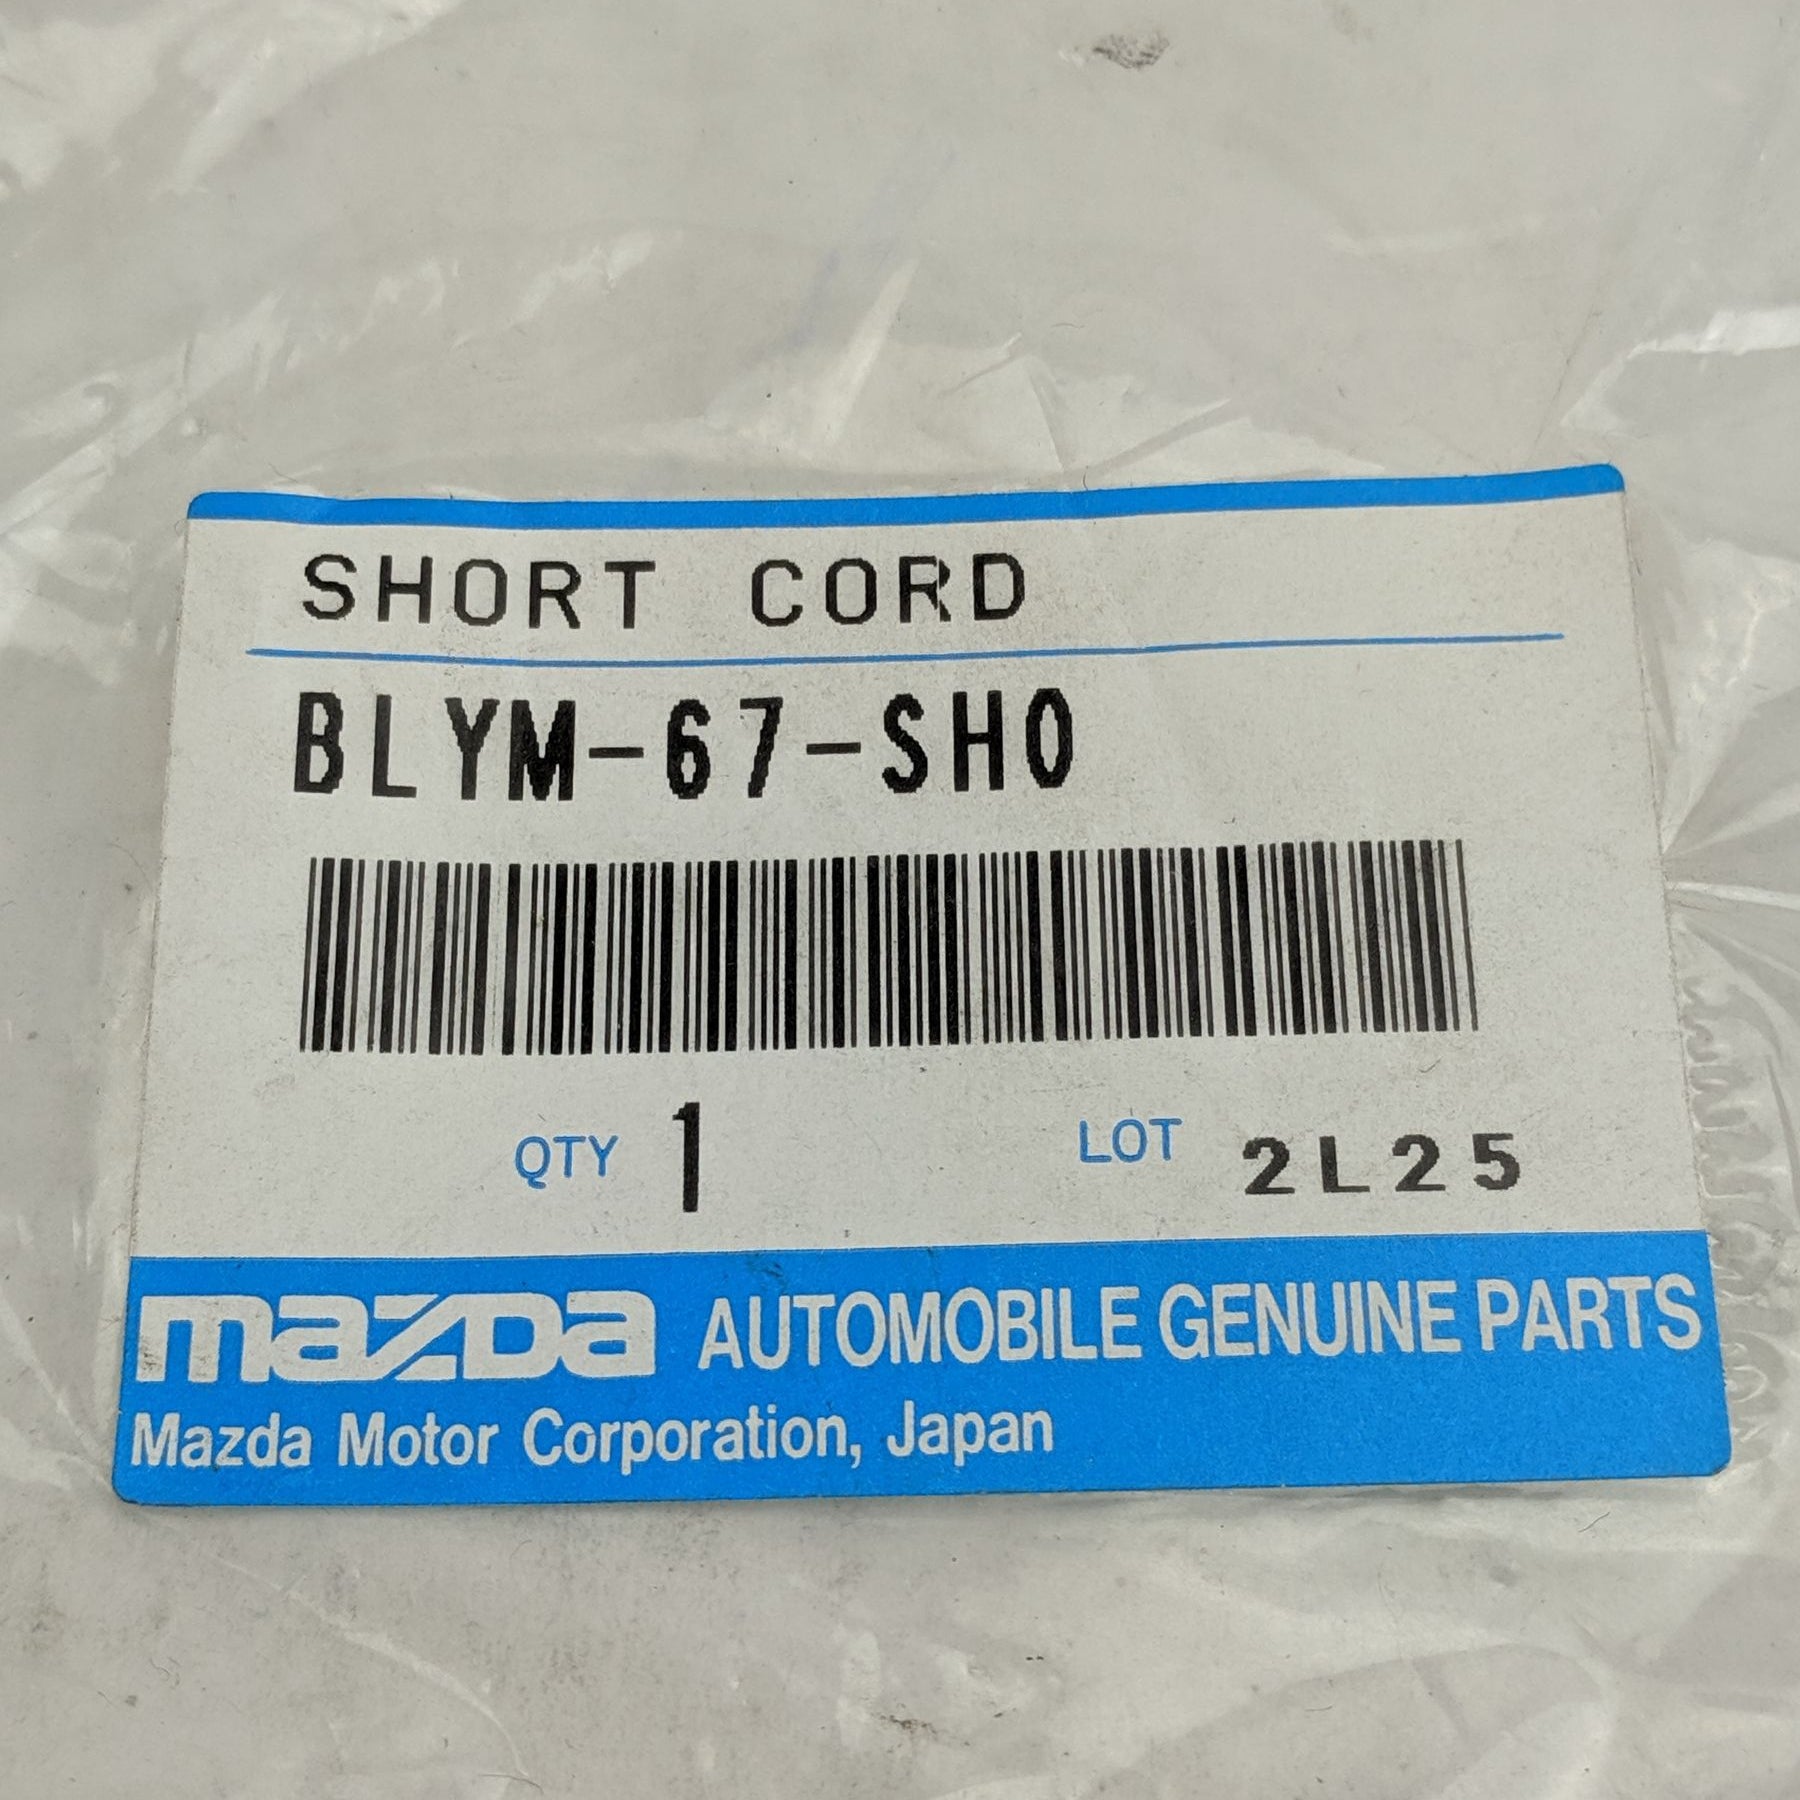 SHORT CORD
BLYM-67-SH0
QTY 1 LOT 2L25
mazDa AUTOMOBILE GENUINE PARTS
Mazda Motor Corporation, Japan